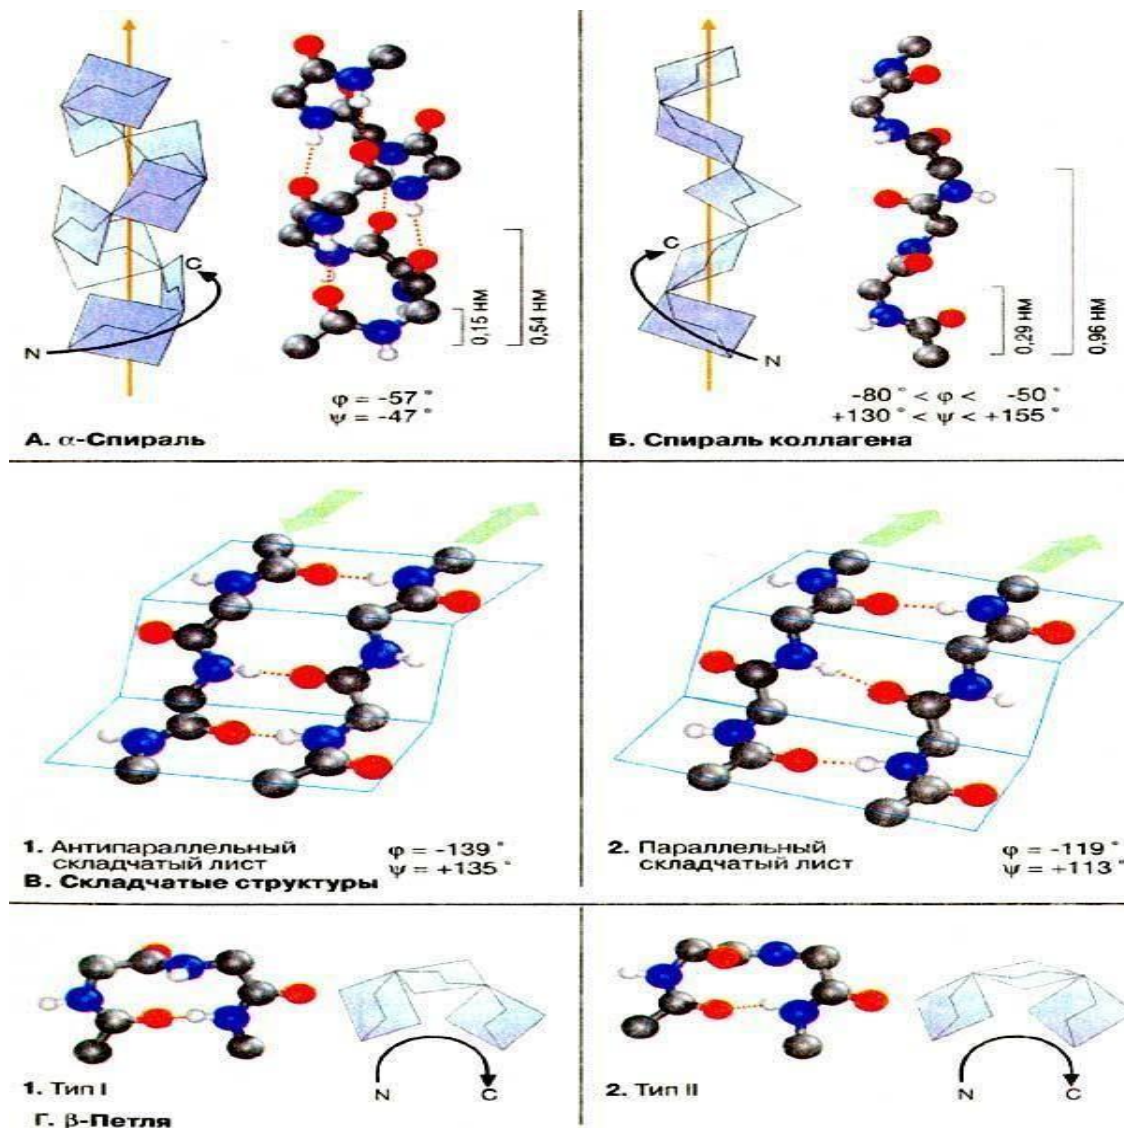 C
N
0,15 нм
0,54 нм
φ = -57°
ψ = -47°
А. α-Спираль
C
N
0,29 нм
0,96 нм
-80° < φ < -50°
+130° < ψ < +155°
Б. Спираль коллагена
1. Антипараллельный
складчатый лист
φ = -139°
ψ = +135°
В. Складчатые структуры
2. Параллельный
складчатый лист
φ = -119°
ψ = +113°
N
C
1. Тип I
Г. β-Петля
N
C
2. Тип II